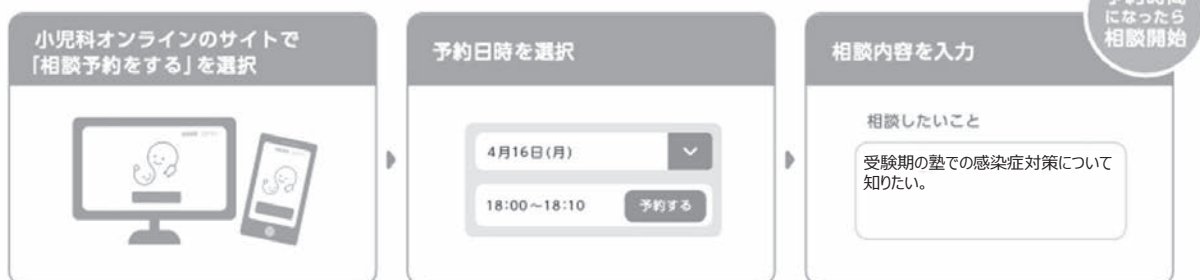 小児科オンラインのサイトで
「相談予約をする」を選択
予約日時を選択
4月16日(月)
18:00～18:10
予約する
相談内容を入力
相談したいこと
受験期の塾での感染症対策について
知りたい。
予約時間
になったら
相談開始